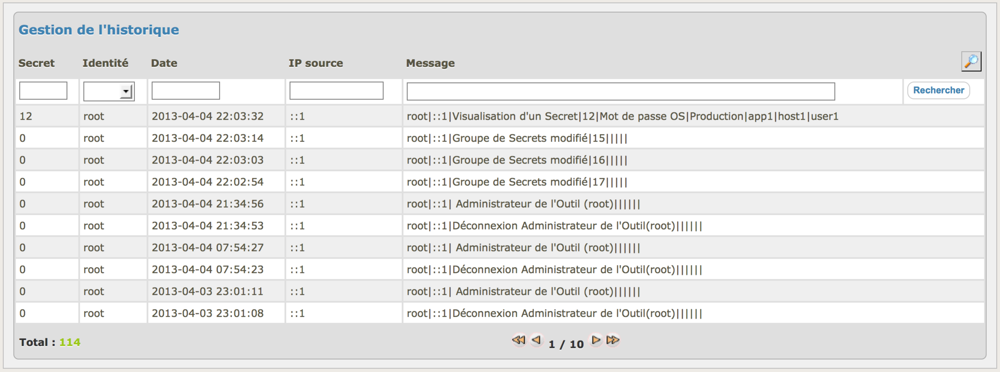 Gestion de l'historique
Secret Identité Date IP source Message
Rechercher
12 root 2013-04-04 22:03:32 ::1 root|::1|Visualisation d'un Secret|12|Mot de passe OS|Production|app1|host1|user1
0 root 2013-04-04 22:03:14 ::1 root|::1|Groupe de Secrets modifié|15|||||
0 root 2013-04-04 22:03:03 ::1 root|::1|Groupe de Secrets modifié|16|||||
0 root 2013-04-04 22:02:54 ::1 root|::1|Groupe de Secrets modifié|17|||||
0 root 2013-04-04 21:34:56 ::1 root|::1| Administrateur de l'Outil (root)||||||
0 root 2013-04-04 21:34:53 ::1 root|::1|Déconnexion Administrateur de l'Outil(root)||||||
0 root 2013-04-04 07:54:27 ::1 root|::1| Administrateur de l'Outil (root)||||||
0 root 2013-04-04 07:54:23 ::1 root|::1|Déconnexion Administrateur de l'Outil(root)||||||
0 root 2013-04-03 23:01:11 ::1 root|::1| Administrateur de l'Outil (root)||||||
0 root 2013-04-03 23:01:08 ::1 root|::1|Déconnexion Administrateur de l'Outil(root)||||||
Total : 114 1 / 10